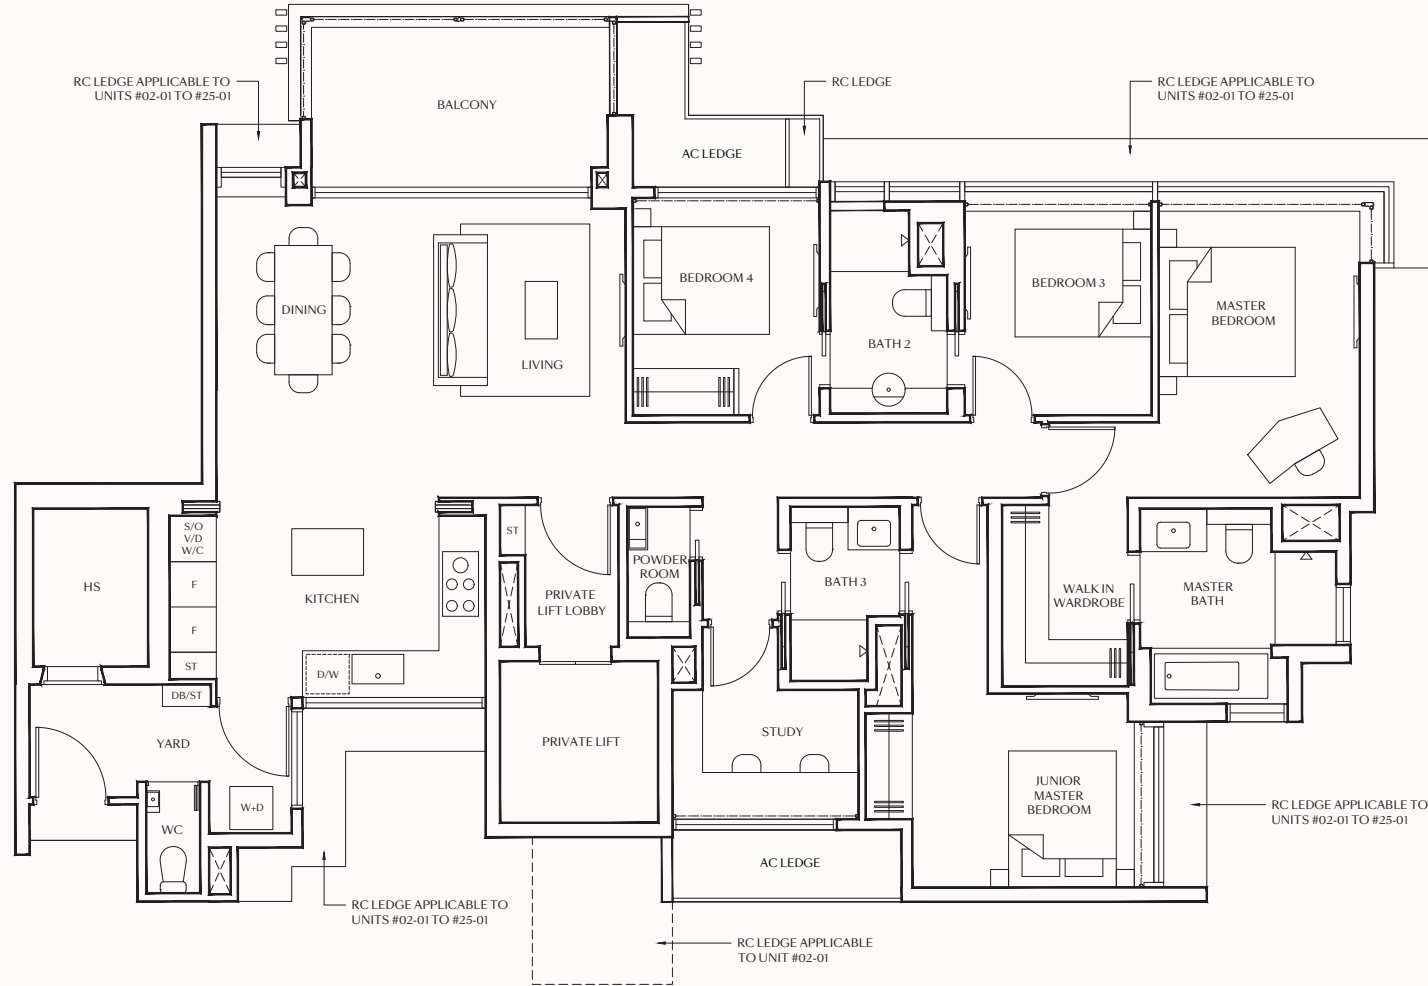 BALCONY
RC LEDGE APPLICABLE TO
UNITS #02-01 TO #25-01
RC LEDGE
RC LEDGE APPLICABLE TO
UNITS #02-01 TO #25-01
AC LEDGE
BEDROOM 4
BEDROOM 3
MASTER
BEDROOM
DINING
LIVING
BATH 2
S/O
V/D
W/C
ST
HS
F
KITCHEN
PRIVATE
LIFT LOBBY
POWDER
ROOM
BATH 3
WALK IN
WARDROBE
MASTER
BATH
F
ST
D/W
DB/ST
YARD
PRIVATE LIFT
STUDY
JUNIOR
MASTER
BEDROOM
W+D
WC
RC LEDGE APPLICABLE TO
UNITS #02-01 TO #25-01
AC LEDGE
RC LEDGE APPLICABLE TO
UNITS #02-01 TO #25-01
RC LEDGE APPLICABLE
TO UNIT #02-01